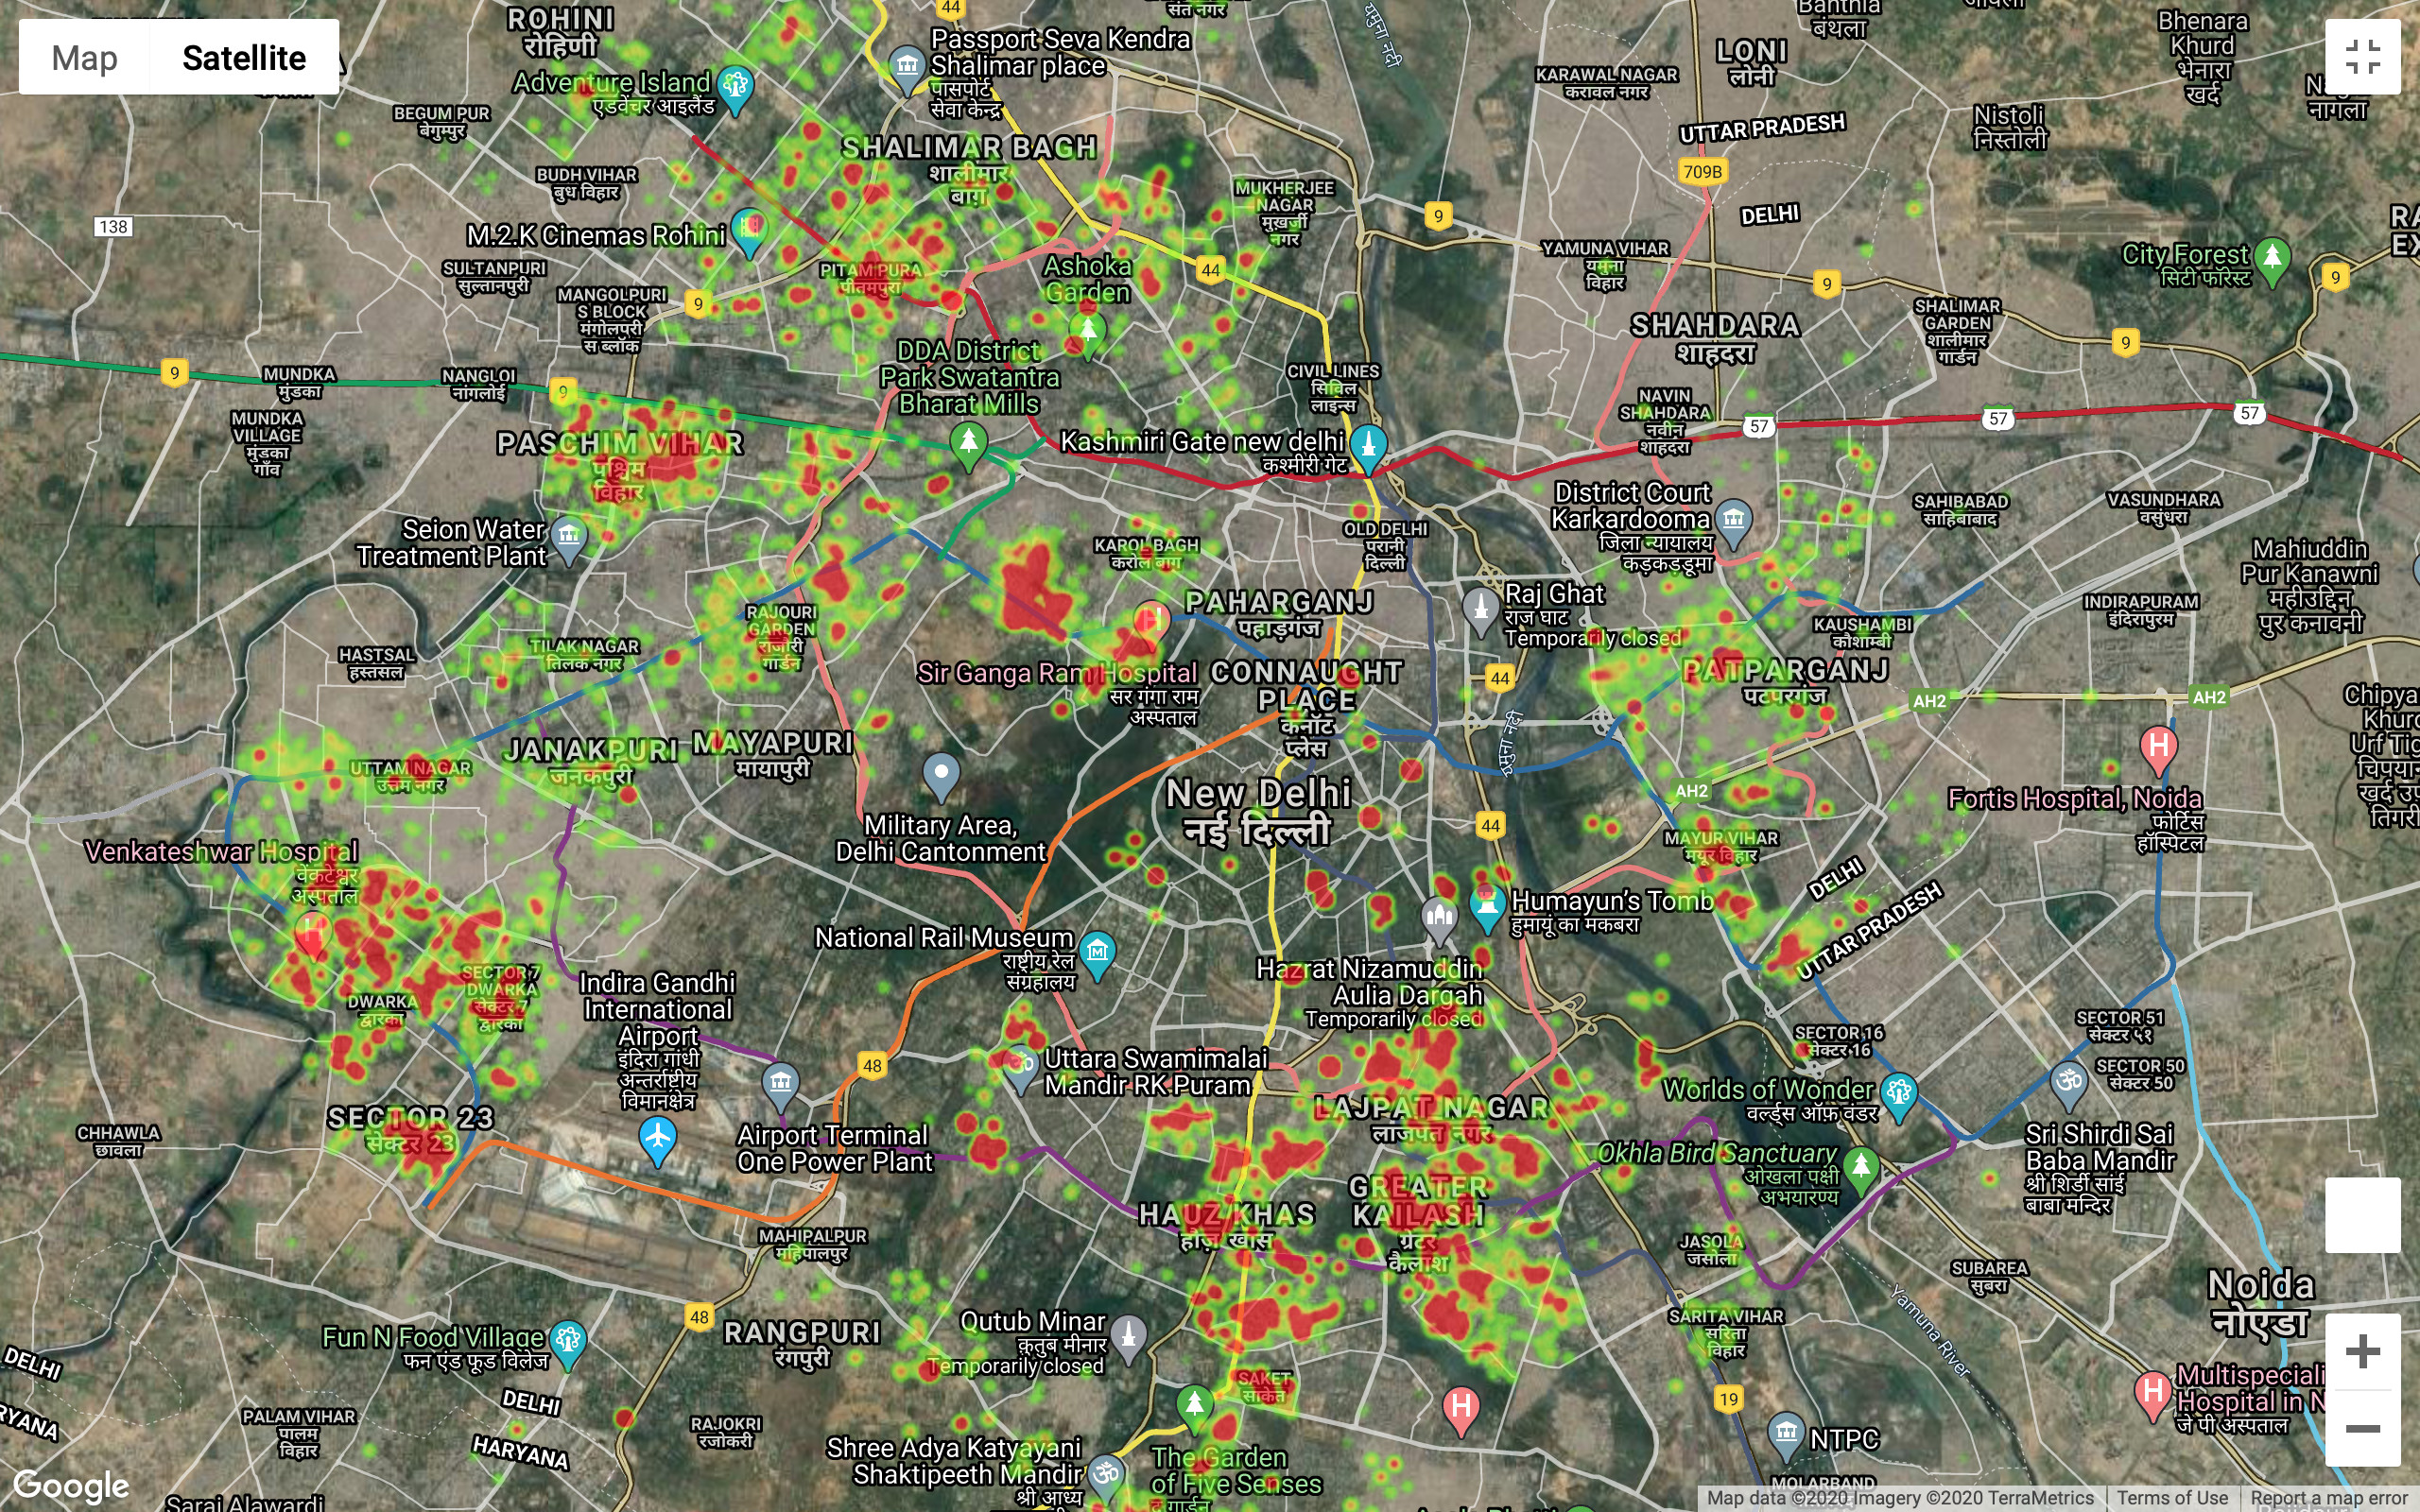 Map
Satellite
ROHINI
रोहिणी
44
संत नगर
यमुना नदी
बंथला
Bhenara
Khurd
भेनारा
खर्द
नागला
Passport Seva Kendra
Shalimar place
पासपोर्ट
सेवा केन्द्र
Adventure Island
एडवेंचर आइलैंड
BEGUM PUR
बेगुमपुर
KARAWAL NAGAR
करावल नगर
LONI
लोनी
UTTAR PRADESH
Nistoli
निस्तोली
SHALIMAR BAGH
शालीमार
बाग़
BUDH VIHAR
बुध विहार
MUKHERJEE
NAGAR
मुखर्जी
नगर
709B
DELHI
138
9
M.2.K Cinemas Rohini
SULTANPURI
सुल्तानपुरी
PITAM PURA
पीतमपुरा
Ashoka
Garden
44
YAMUNA VIHAR
यमुना
विहार
9
City Forest
सिटी फॉरेस्ट
9
MANGOLPURI
S BLOCK
मंगोलपुरी
स ब्लॉक
9
SHAHDARA
शाहदरा
SHALIMAR
GARDEN
शालीमार
गार्डन
9
9
MUNDKA
मुंडका
NANGLOI
नांगलोई
9
DDA District
Park Swatantra
Bharat Mills
CIVIL LINES
सिविल
लाइन्स
NAVIN
SHAHDARA
नवीन
शाहदरा
57
57
57
MUNDKA
VILLAGE
मुंडका
गाँव
PASCHIM VIHAR
पश्चिम
विहार
Kashmiri Gate new delhi
कश्मीरी गेट
Seion Water
Treatment Plant
KAROL BAGH
करोल बाग
OLD DELHI
पुरानी
दिल्ली
District Court
Karkardooma
जिला न्यायालय
कड़कड़डूमा
SAHIBABAD
साहिबाबाद
VASUNDHARA
वसुंधरा
Mahiuddin
Pur Kanawni
महीउद्दिन
पुर कनावनी
RAJOURI
GARDEN
राजौरी
गार्डन
PAHARGANJ
पहाड़गंज
Raj Ghat
राज घाट
Temporarily closed
KAUSHAMBI
कौशाम्बी
INDIRAPURAM
इंदिरापुरम
HASTSAL
हस्तसल
TILAK NAGAR
तिलक नगर
Sir Ganga Ram Hospital
सर गंगा राम
अस्पताल
CONNAUGHT
PLACE
कनॉट
प्लेस
44
PATPARGANJ
पटपरगंज
AH2
AH2
JANAKPURI
जनकपुरी
MAYAPURI
मायापुरी
UTTAM NAGAR
उत्तम नगर
यमुना नदी
New Delhi
नई दिल्ली
AH2
Fortis Hospital, Noida
फोर्टिस
हॉस्पिटल
Military Area,
Delhi Cantonment
44
MAYUR VIHAR
मयूर विहार
Venkateshwar Hospital
वेंकटेश्वर
अस्पताल
DELHI
UTTAR PRADESH
Humayun's Tomb
हुमायूं का मकबरा
National Rail Museum
राष्ट्रीय रेल
संग्रहालय
Hazrat Nizamuddin
Aulia Dargah
Temporarily closed
DWARKA
द्वारका
SECTOR 7
DWARKA
सेक्टर 7
द्वारका
Indira Gandhi
International
Airport
इंदिरा गांधी
अन्तर्राष्ट्रीय
विमानक्षेत्र
SECTOR 16
सेक्टर 16
SECTOR 51
सेक्टर ५१
SECTOR 50
सेक्टर 50
48
Uttara Swamimalai
Mandir RK Puram
Worlds of Wonder
वर्ल्ड्स ऑफ़ वंडर
SECTOR 23
सेक्टर 23
LAJPAT NAGAR
लाजपत नगर
CHHAWLA
छावला
Airport Terminal
One Power Plant
Okhla Bird Sanctuary
ओखला पक्षी
अभयारण्य
Sri Shirdi Sai
Baba Mandir
श्री शिर्डी साई
बाबा मन्दिर
HAUZ KHAS
हौज़ खास
GREATER
KAILASH
ग्रेटर
कैलाश
MAHIPALPUR
महिपालपुर
JASOLA
जसोला
SUBAREA
सुबरा
Noida
नोएडा
48
RANGPURI
रंगपुरी
Fun N Food Village
फन एंड फूड विलेज
Qutub Minar
क़ुतुब मीनार
Temporarily closed
SARITA VIHAR
सरिता
विहार
Yamuna River
DELHI
DELHI
HARYANA
PALAM VIHAR
पालम
विहार
RAJOKRI
रजोकरी
SAKET
साकेत
19
Hospital in N
जे पी अस्पताल
Shree Adya Katyayani
Shaktipeeth Mandir
श्री आध्य
The Garden
of Five Senses
NTPC
MOLARBAND
Sarai Alawardi
Google
Map data ©2020 Imagery ©2020 TerraMetrics
Terms of Use
Report a map error